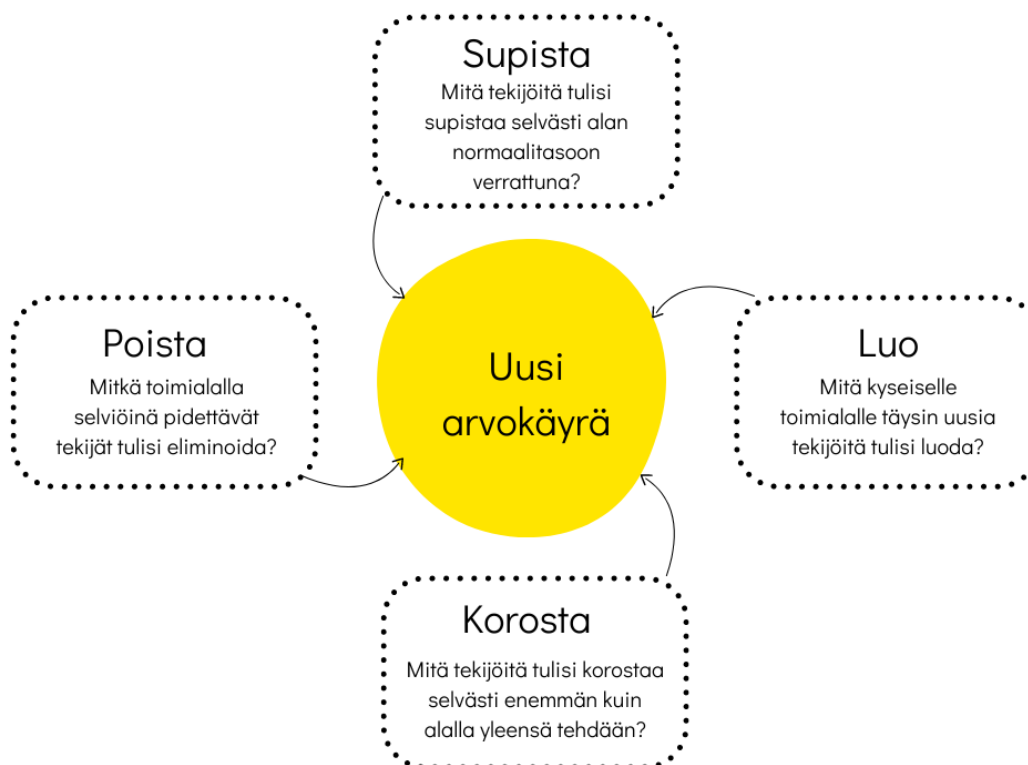 Supista
Mitä tekijöitä tulisi
supistaa selvästi alan
normaalitasoon
verrattuna?
Poista
Mitkä toimialalla
selviöinä pidettävät
tekijät tulisi eliminoida?
Uusi
arvokäyrä
Luo
Mitä kyseiselle
toimialalle täysin uusia
tekijöitä tulisi luoda?
Korosta
Mitä tekijöitä tulisi korostaa
selvästi enemmän kuin
alalla yleensä tehdään?